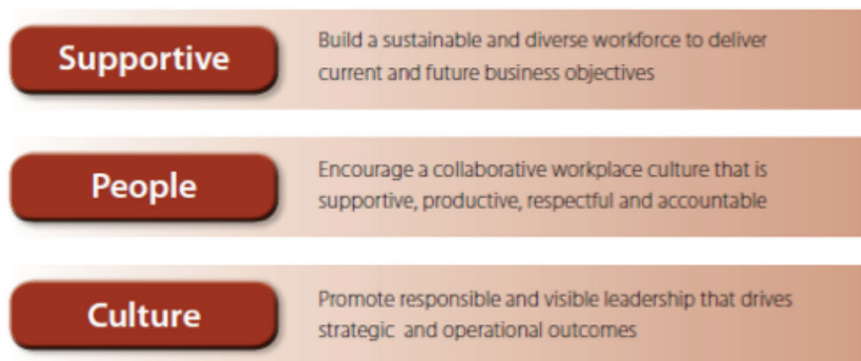 Supportive
Build a sustainable and diverse workforce to deliver
current and future business objectives
People
Encourage a collaborative workplace culture that is
supportive, productive, respectful and accountable
Culture
Promote responsible and visible leadership that drives
strategic and operational outcomes